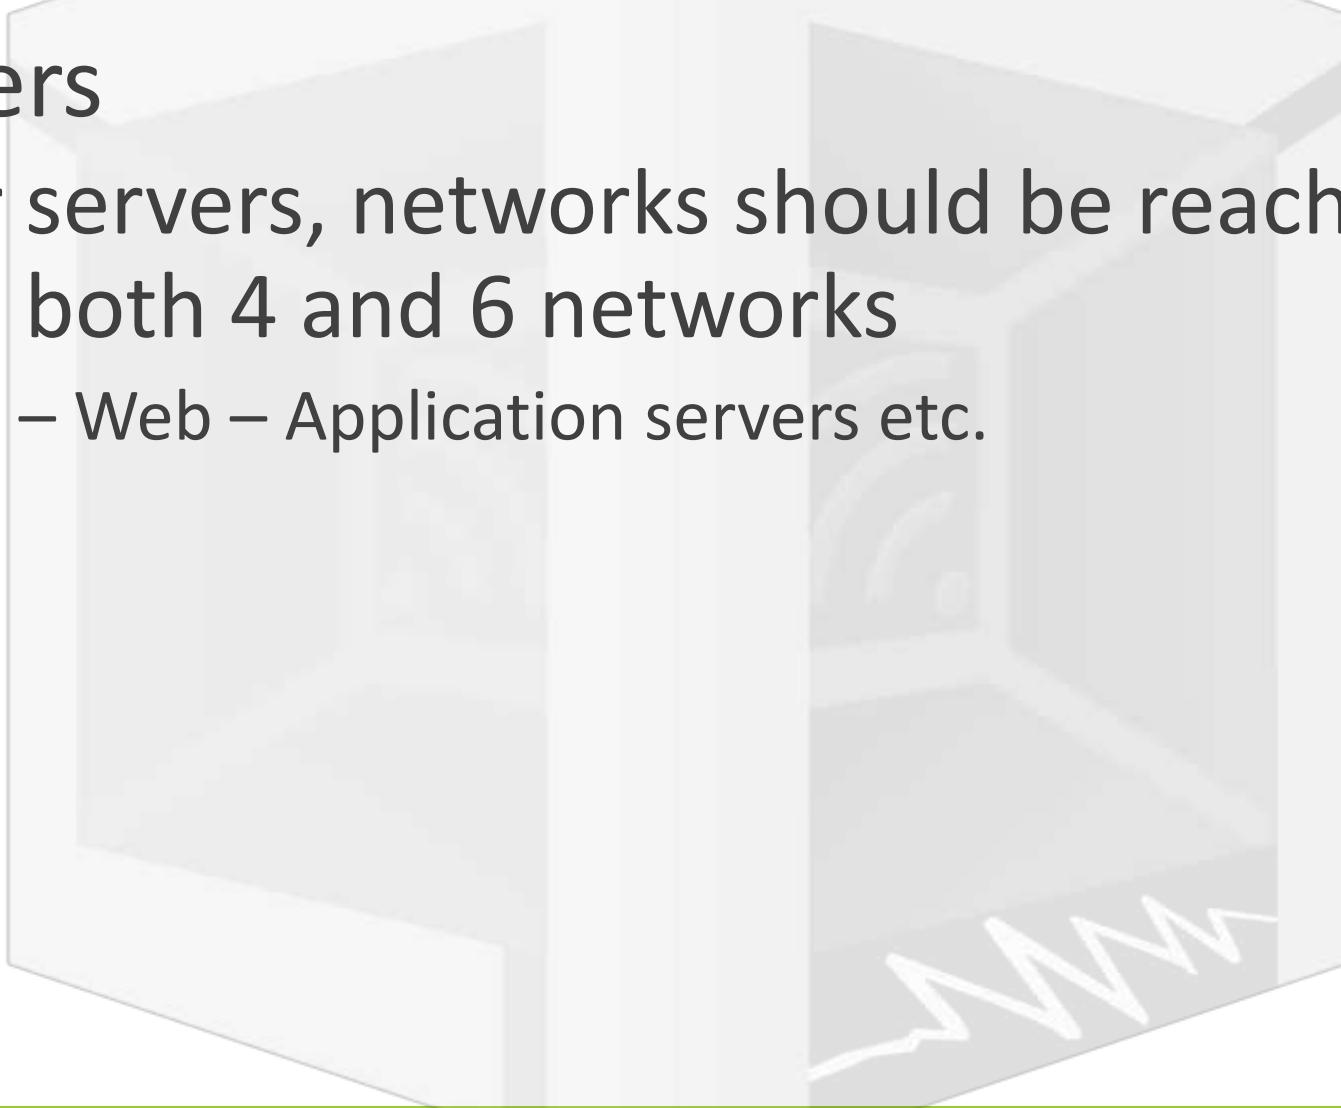 ers
servers, networks should be reach
both 4 and 6 networks
– Web – Application servers etc.